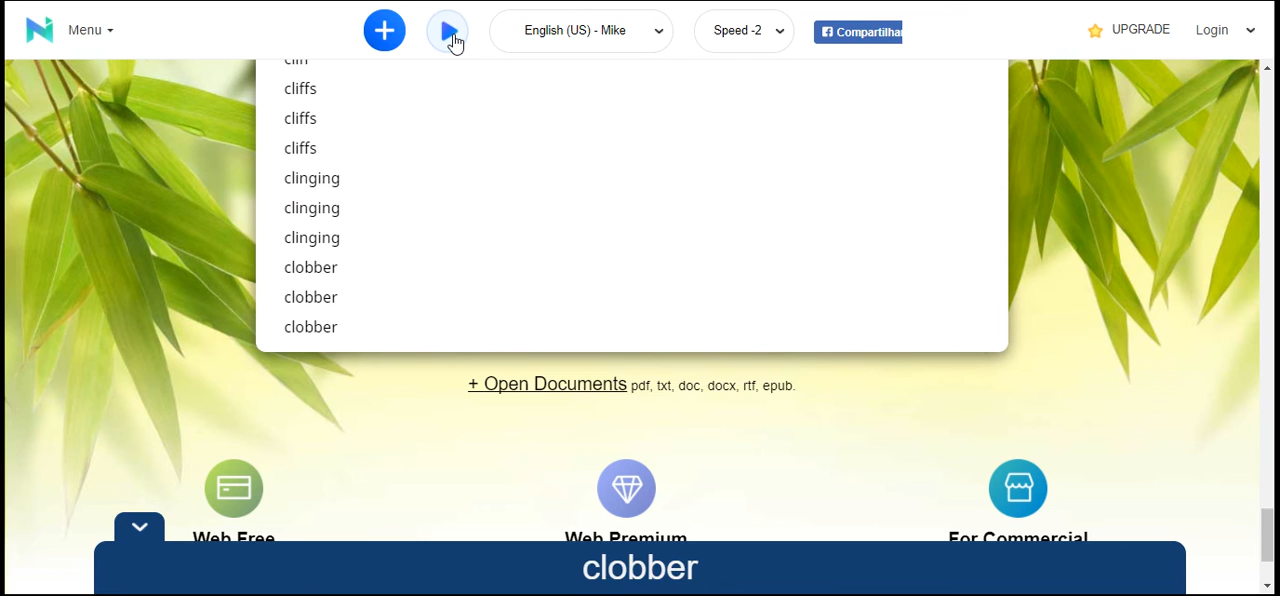 Menu
English (US) - Mike
Speed -2
Compartilhar
UPGRADE
Login
cliff
cliffs
cliffs
cliffs
clinging
clinging
clinging
clobber
clobber
clobber
+ Open Documents pdf, txt, doc, docx, rtf, epub.
Web Free
Web Premium
For Commercial
clobber